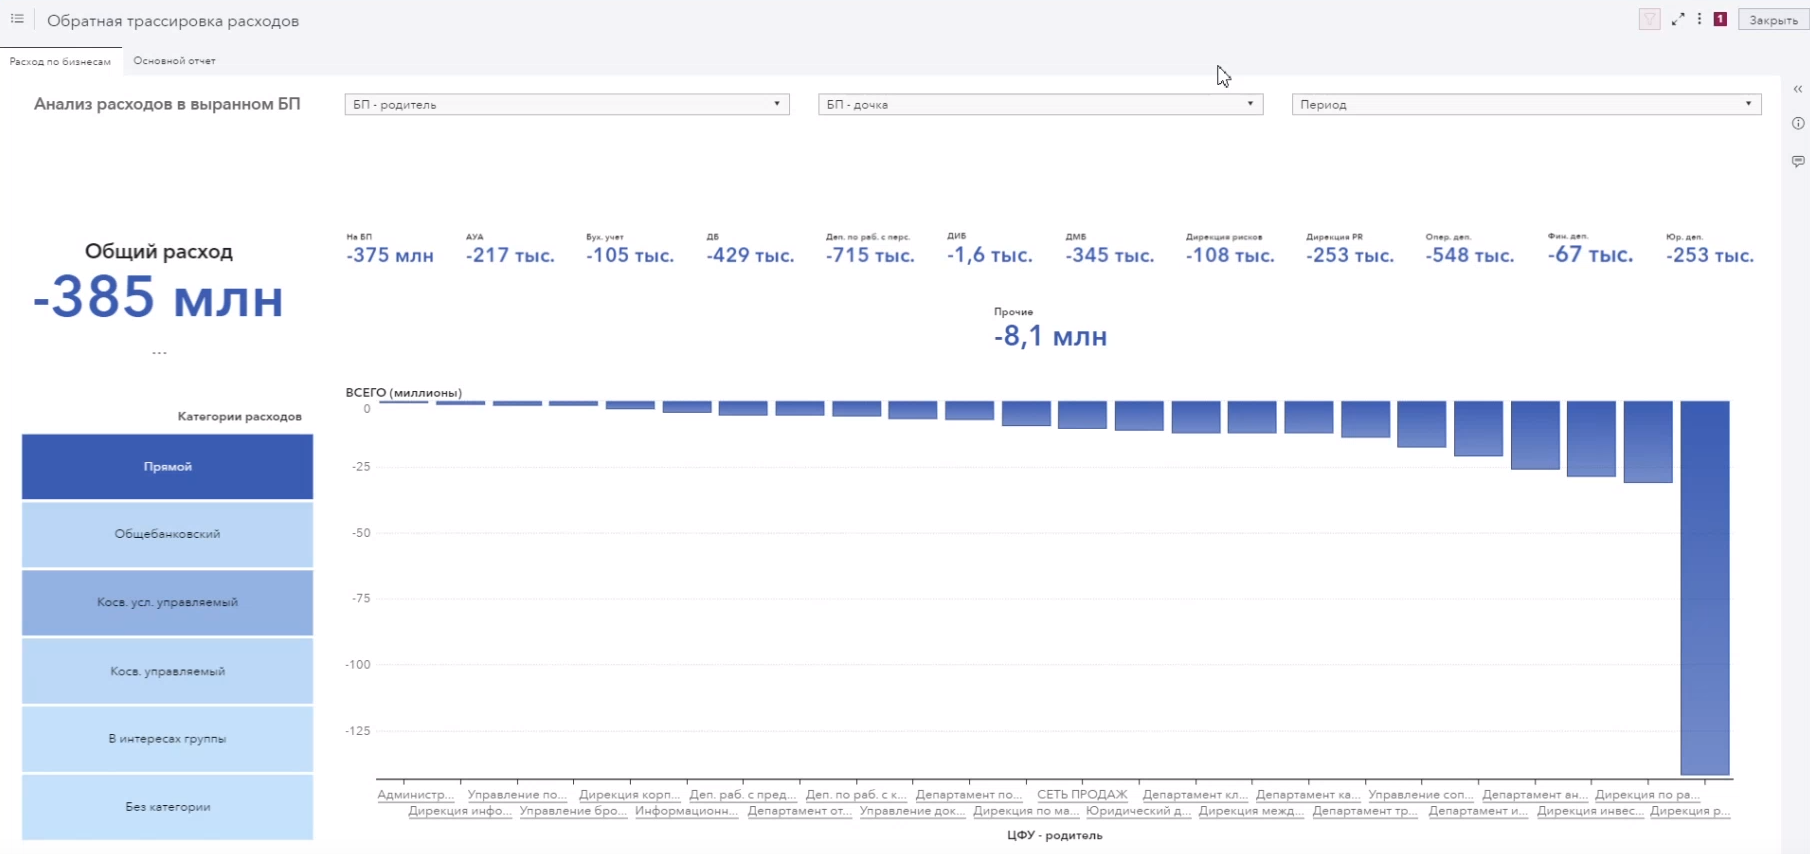 Обратная трассировка расходов
1
Закрыть
Расход по бизнесам
Основной отчет
Анализ расходов в выранном БП
БП - родитель
БП - дочка
Период
Общий расход
-385 млн
...
На БП
-375 млн
АУА
-217 тыс.
Бух. учет
-105 тыс.
ДБ
-429 тыс.
Деп. по раб. с перс.
-715 тыс.
ДИБ
-1,6 тыс.
ДМБ
-345 тыс.
Дирекция рисков
-108 тыс.
Дирекция PR
-253 тыс.
Опер. деп.
-548 тыс.
Фин. деп.
-67 тыс.
Юр. деп.
-253 тыс.
Прочие
-8,1 млн
Категории расходов
Прямой
Общебанковский
Косв. усл. управляемый
Косв. управляемый
В интересах группы
Без категории
ВСЕГО (миллионы)
0
-25
-50
-75
-100
-125
Администр... Управление по... Дирекция корп... Деп. раб. с пред... Деп. по раб. с к... Департамент по... СЕТЬ ПРОДАЖ Департамент кл... Департамент ка... Управление соп... Департамент ан... Дирекция по ра...
Дирекция инфо... Управление бро... Информационн... Департамент от... Управление док... Дирекция по ма... Юридический д... Дирекция межд... Департамент тр... Департамент и... Дирекция инвес... Дирекция р...
ЦФУ - родитель